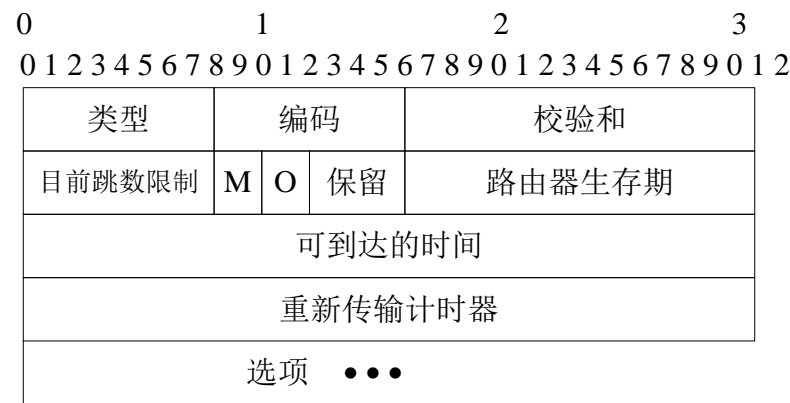 0 1 2 3
0 1 2 3 4 5 6 7 8 9 0 1 2 3 4 5 6 7 8 9 0 1 2 3 4 5 6 7 8 9 0 1 2
类型 编码 校验和
目前跳数限制 M O 保留 路由器生存期
可到达的时间
重新传输计时器
选项 •••